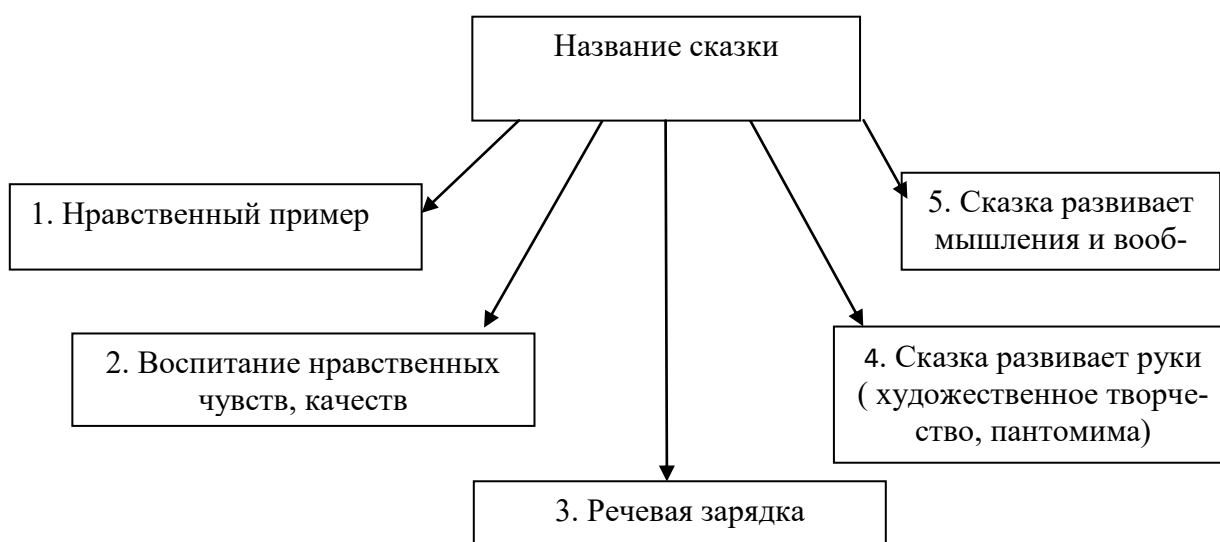 Название сказки
1. Нравственный пример
2. Воспитание нравственных
чувств, качеств
3. Речевая зарядка
4. Сказка развивает руки
( художественное творче-
ство, пантомима)
5. Сказка развивает
мышления и вооб-